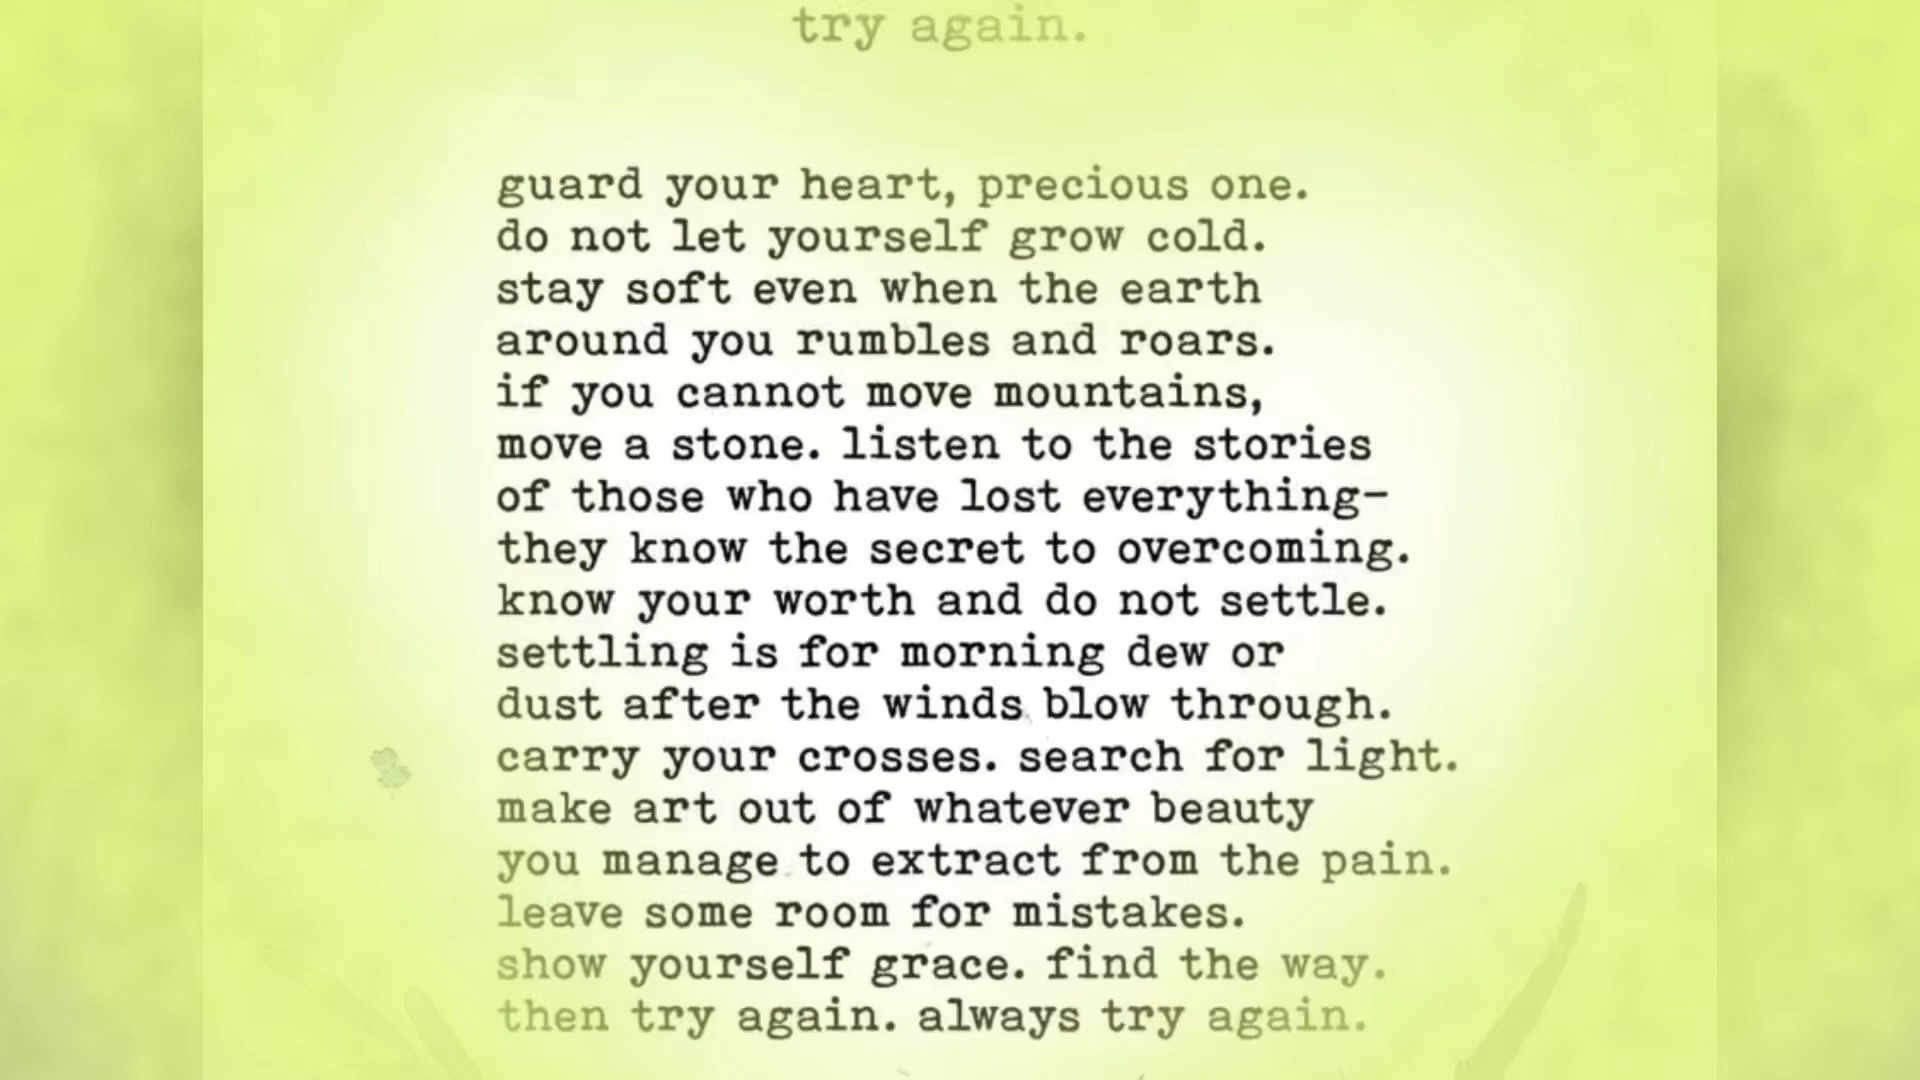 try again.
guard your heart, precious one.
do not let yourself grow cold.
stay soft even when the earth
around you rumbles and roars.
if you cannot move mountains,
move a stone. listen to the stories
of those who have lost everything-
they know the secret to overcoming.
know your worth and do not settle.
settling is for morning dew or
dust after the winds blow through.
carry your crosses. search for light.
make art out of whatever beauty
you manage to extract from the pain.
leave some room for mistakes.
show yourself grace. find the way.
then try again. always try again.